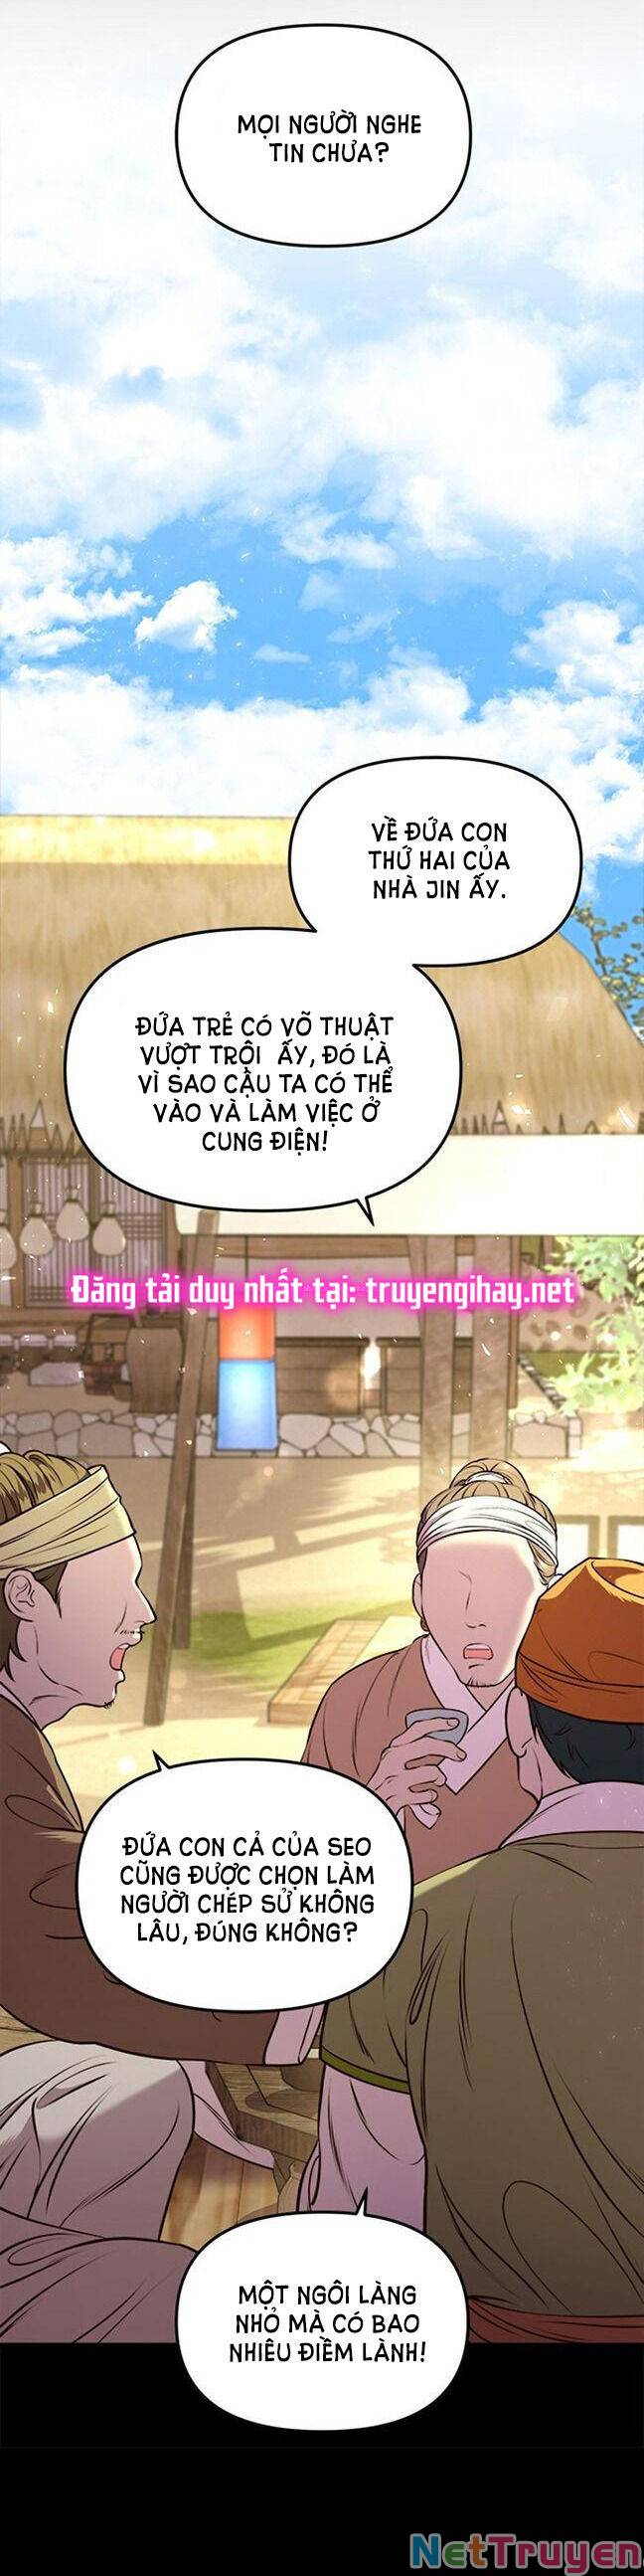 MỌI NGƯỜI NGHE
TIN CHƯA?
VỀ ĐỨA CON
THỨ HAI CỦA
NHÀ JIN ẤY.
ĐỨA TRẺ CÓ VÕ THUẬT
VƯỢT TRỘI ẤY, ĐÓ LÀ
VÌ SAO CẬU TA CÓ THỂ
VÀO VÀ LÀM VIỆC Ở
CUNG ĐIỆN!
Đăng tải duy nhất tại: truyengihay.net
ĐỨA CON CẢ CỦA SEO
CŨNG ĐƯỢC CHỌN LÀM
NGƯỜI CHÉP SỬ KHÔNG
LÂU, ĐÚNG KHÔNG?
MỘT NGÔI LÀNG
NHỎ MÀ CÓ BAO
NHIÊU ĐIỀM LÀNH!
NetTruyen